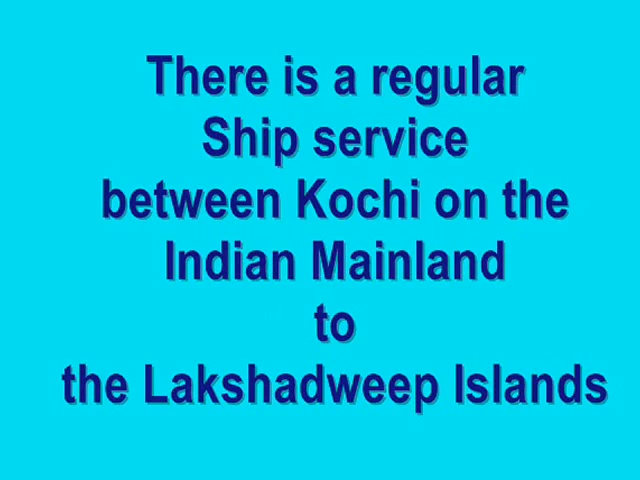 There is a regular
Ship service
between Kochi on the
Indian Mainland
to
the Lakshadweep Islands